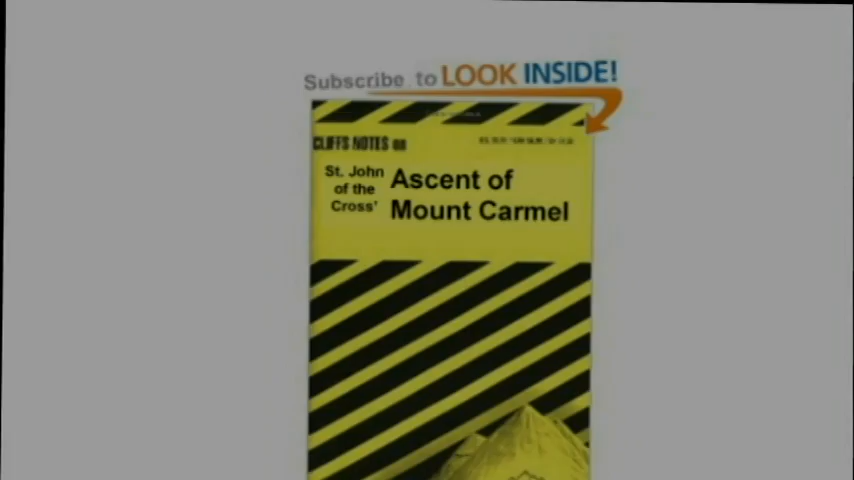 Subscribe to LOOK INSIDE!
CLIFFS NOTES on
St. John
of the
Cross'
Ascent of
Mount Carmel